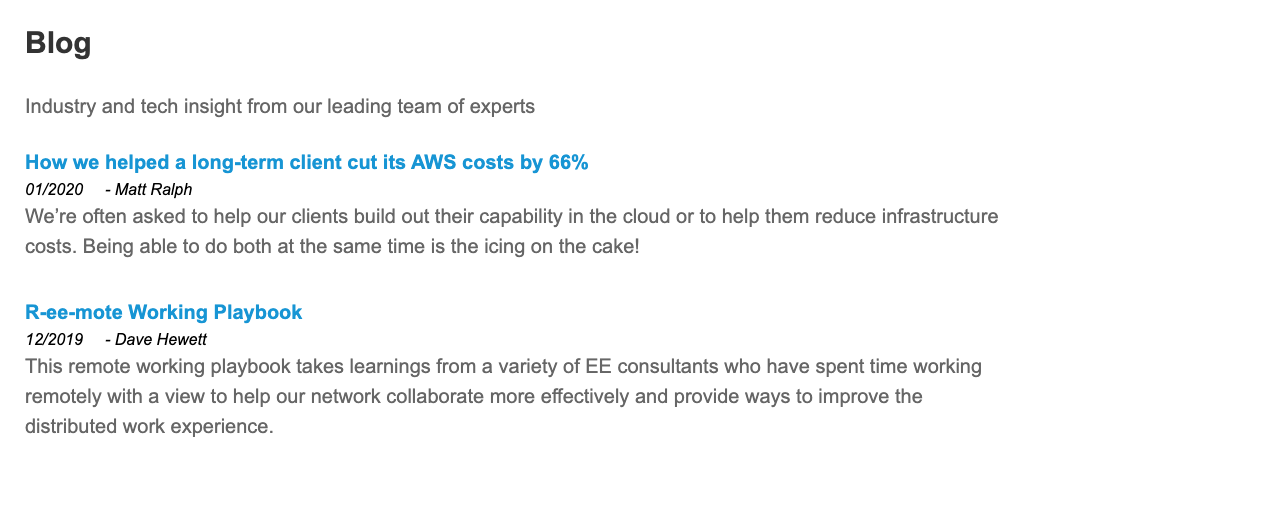 Blog
Industry and tech insight from our leading team of experts
How we helped a long-term client cut its AWS costs by 66%
01/2020 - Matt Ralph
We’re often asked to help our clients build out their capability in the cloud or to help them reduce infrastructure
costs. Being able to do both at the same time is the icing on the cake!
R-ee-mote Working Playbook
12/2019 - Dave Hewett
This remote working playbook takes learnings from a variety of EE consultants who have spent time working
remotely with a view to help our network collaborate more effectively and provide ways to improve the
distributed work experience.